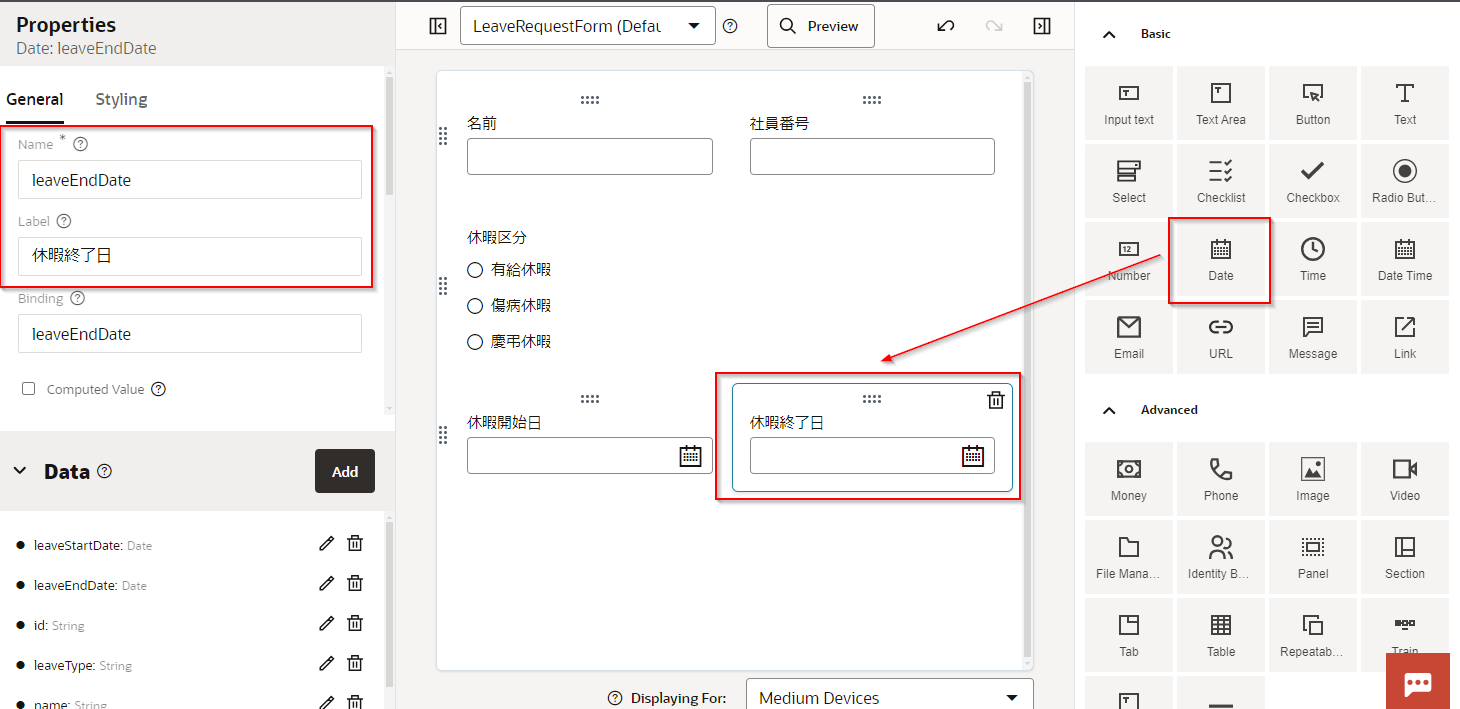 Properties
Date: leaveEndDate
General
Styling
Name *
leaveEndDate
Label
休暇終了日
Binding
leaveEndDate
Computed Value
Data
Add
leaveStartDate: Date
leaveEndDate: Date
id: String
leaveType: String
name: String
LeaveRequestForm (Defau
Preview
名前
社員番号
休暇区分
有給休暇
傷病休暇
慶弔休暇
休暇開始日
休暇終了日
Displaying For:
Medium Devices
Basic
Input text
Text Area
Button
Text
Select
Checklist
Checkbox
Radio But...
Number
Date
Time
Date Time
Email
URL
Message
Link
Advanced
Money
Phone
Image
Video
File Mana...
Identity B...
Panel
Section
Tab
Table
Repeatab...
Train